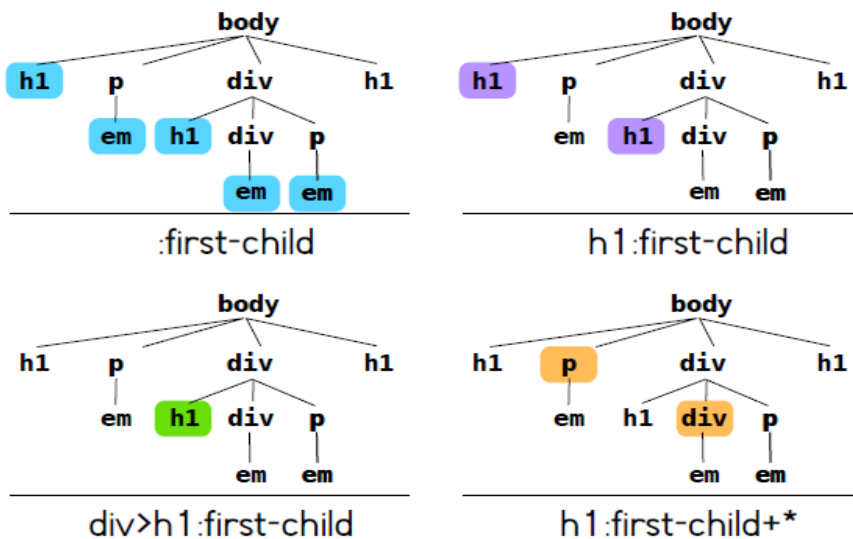 body
h1 p div h1
em h1 div p
em em
:first-child
body
h1 p div h1
em h1 div p
em em
h1:first-child
body
h1 p div h1
em h1 div p
em em
div>h1:first-child
body
h1 p div h1
em h1 div p
em em
h1:first-child+*